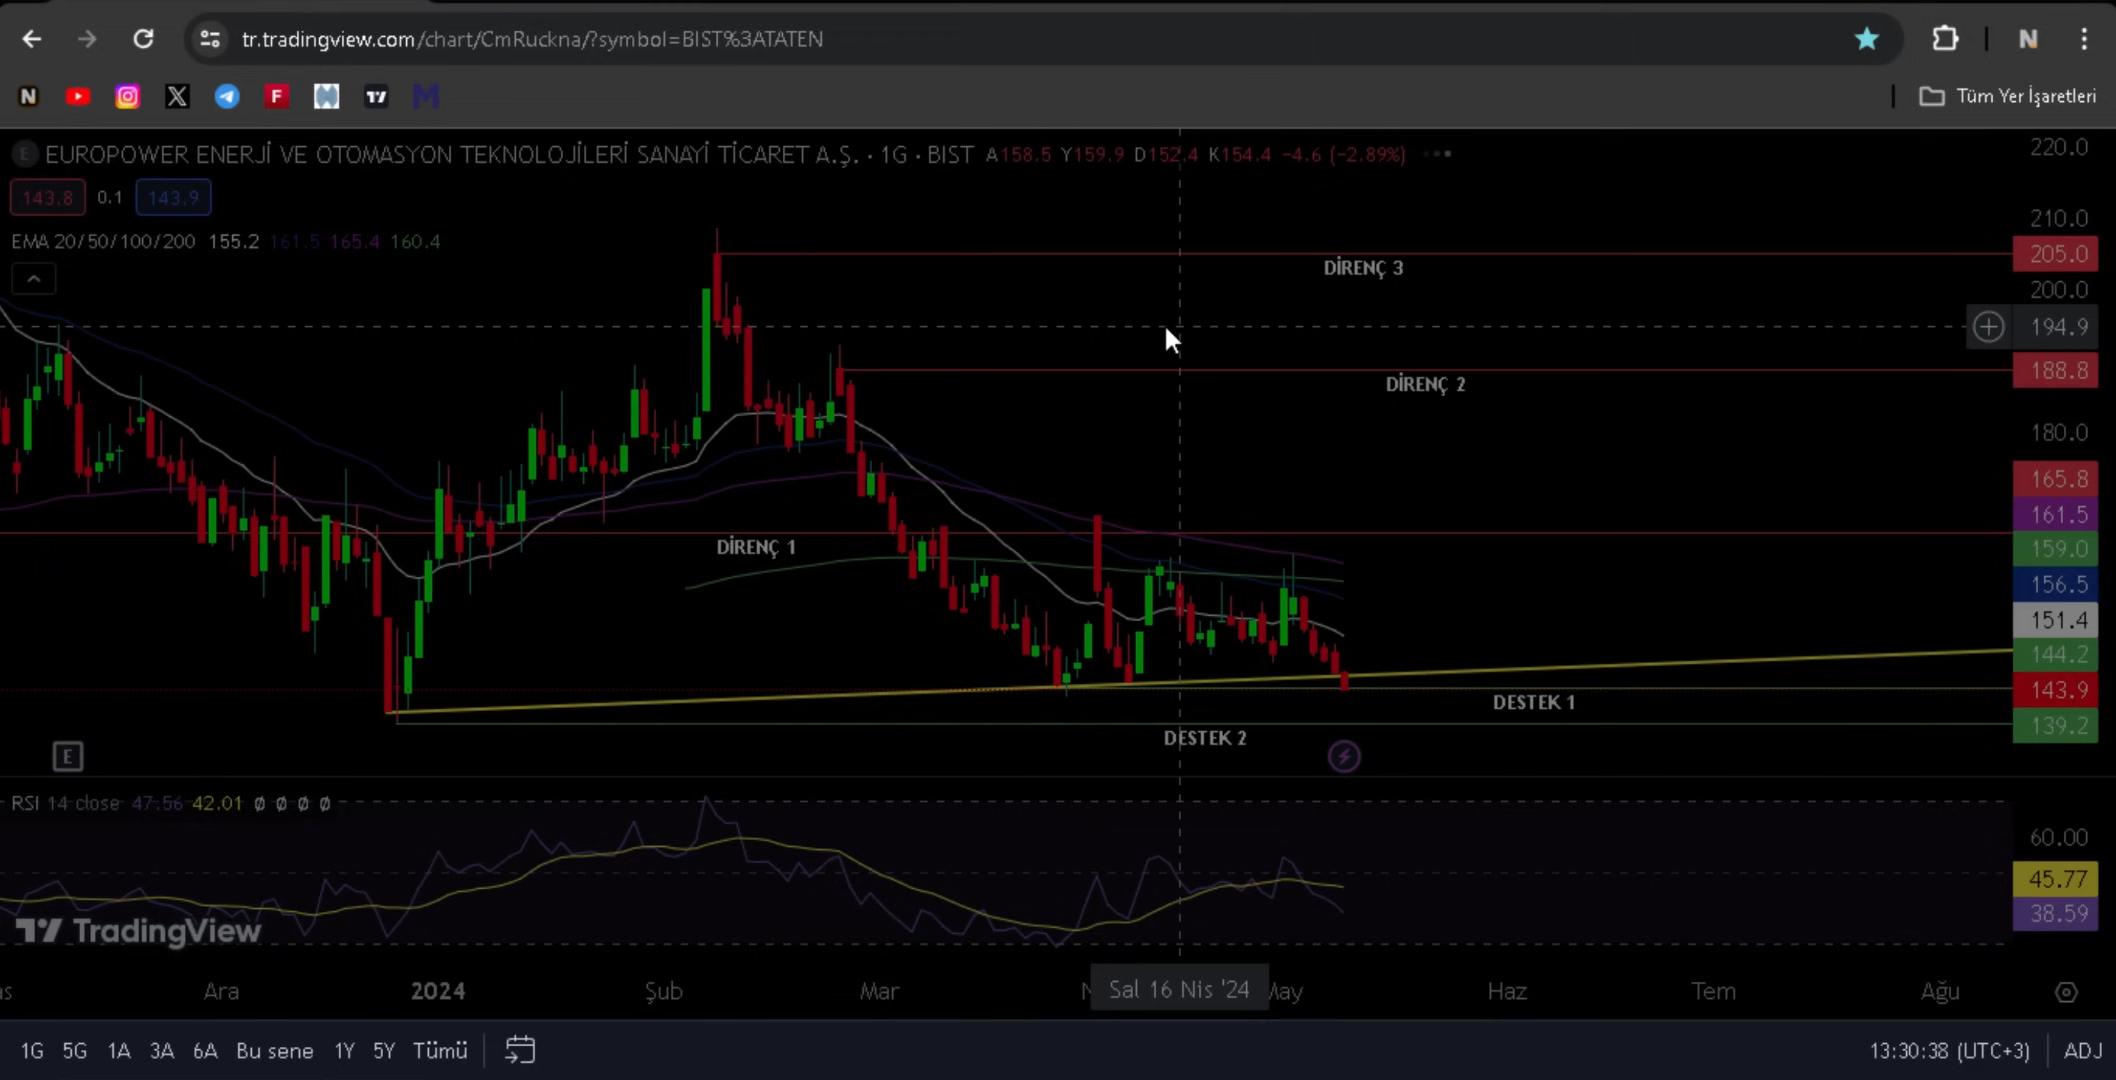 tr.tradingview.com/chart/CmRuckna/?symbol=BIST%3ATATEN
Tüm Yer İşaretleri
EUROPOWER ENERJİ VE OTOMASYON TEKNOLOJİLERİ SANAYİ TİCARET A.Ş. · 1G · BIST A158.5 Y159.9 D152.4 K154.4 −4.6 (−2.89%)
143.8 0.1 143.9
EMA 20/50/100/200 155.2 161.5 165.4 160.4
220.0
210.0
205.0
DİRENÇ 3
200.0
194.9
188.8
DİRENÇ 2
180.0
165.8
161.5
DİRENÇ 1
159.0
156.5
151.4
144.2
143.9
DESTEK 1
139.2
DESTEK 2
E
RSI 14 close 47.56 42.01 Ø Ø Ø Ø
60.00
45.77
38.59
TradingView
Ara 2024 Şub Mar Sal 16 Nis '24 May Haz Tem Ağu
1G 5G 1A 3A 6A Bu sene 1Y 5Y Tümü 13:30:38 (UTC+3) ADJ